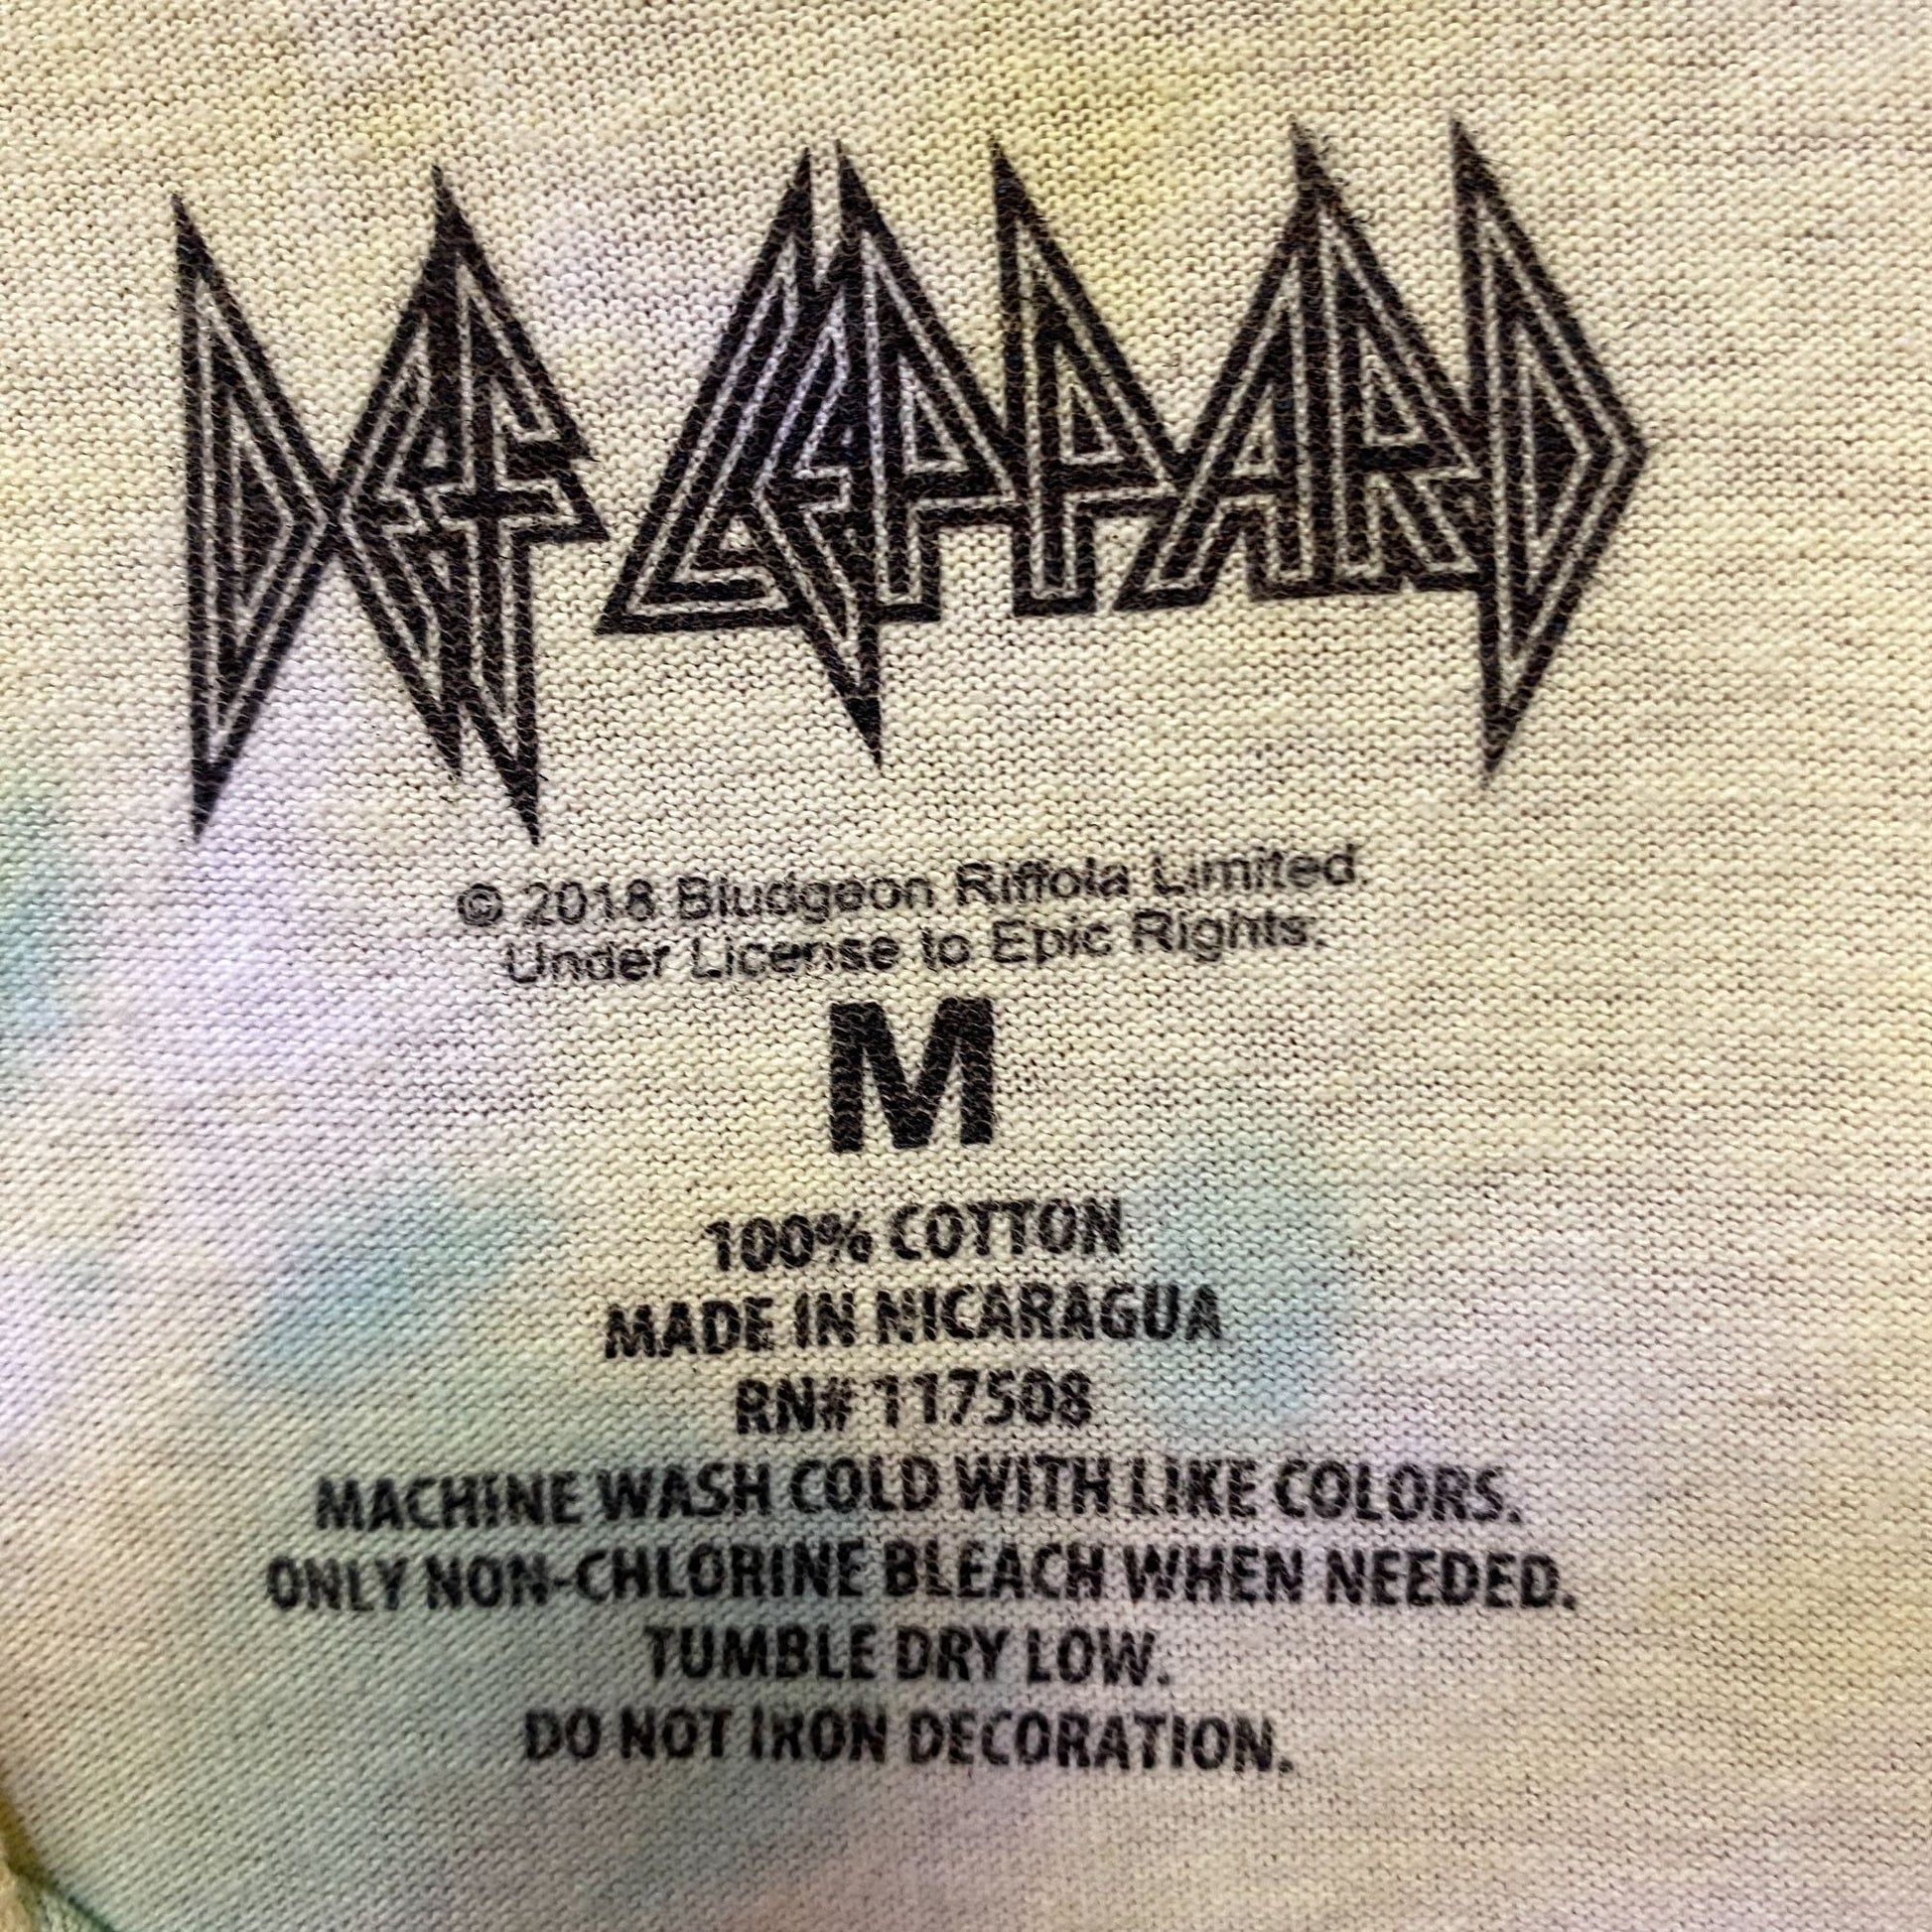 DEF LEPPARD
© 2018 Bludgeon Riffola Limited.
Under License to Epic Rights.
M
100% COTTON
MADE IN NICARAGUA
RN# 117508
MACHINE WASH COLD WITH LIKE COLORS.
ONLY NON-CHLORINE BLEACH WHEN NEEDED.
TUMBLE DRY LOW.
DO NOT IRON DECORATION.